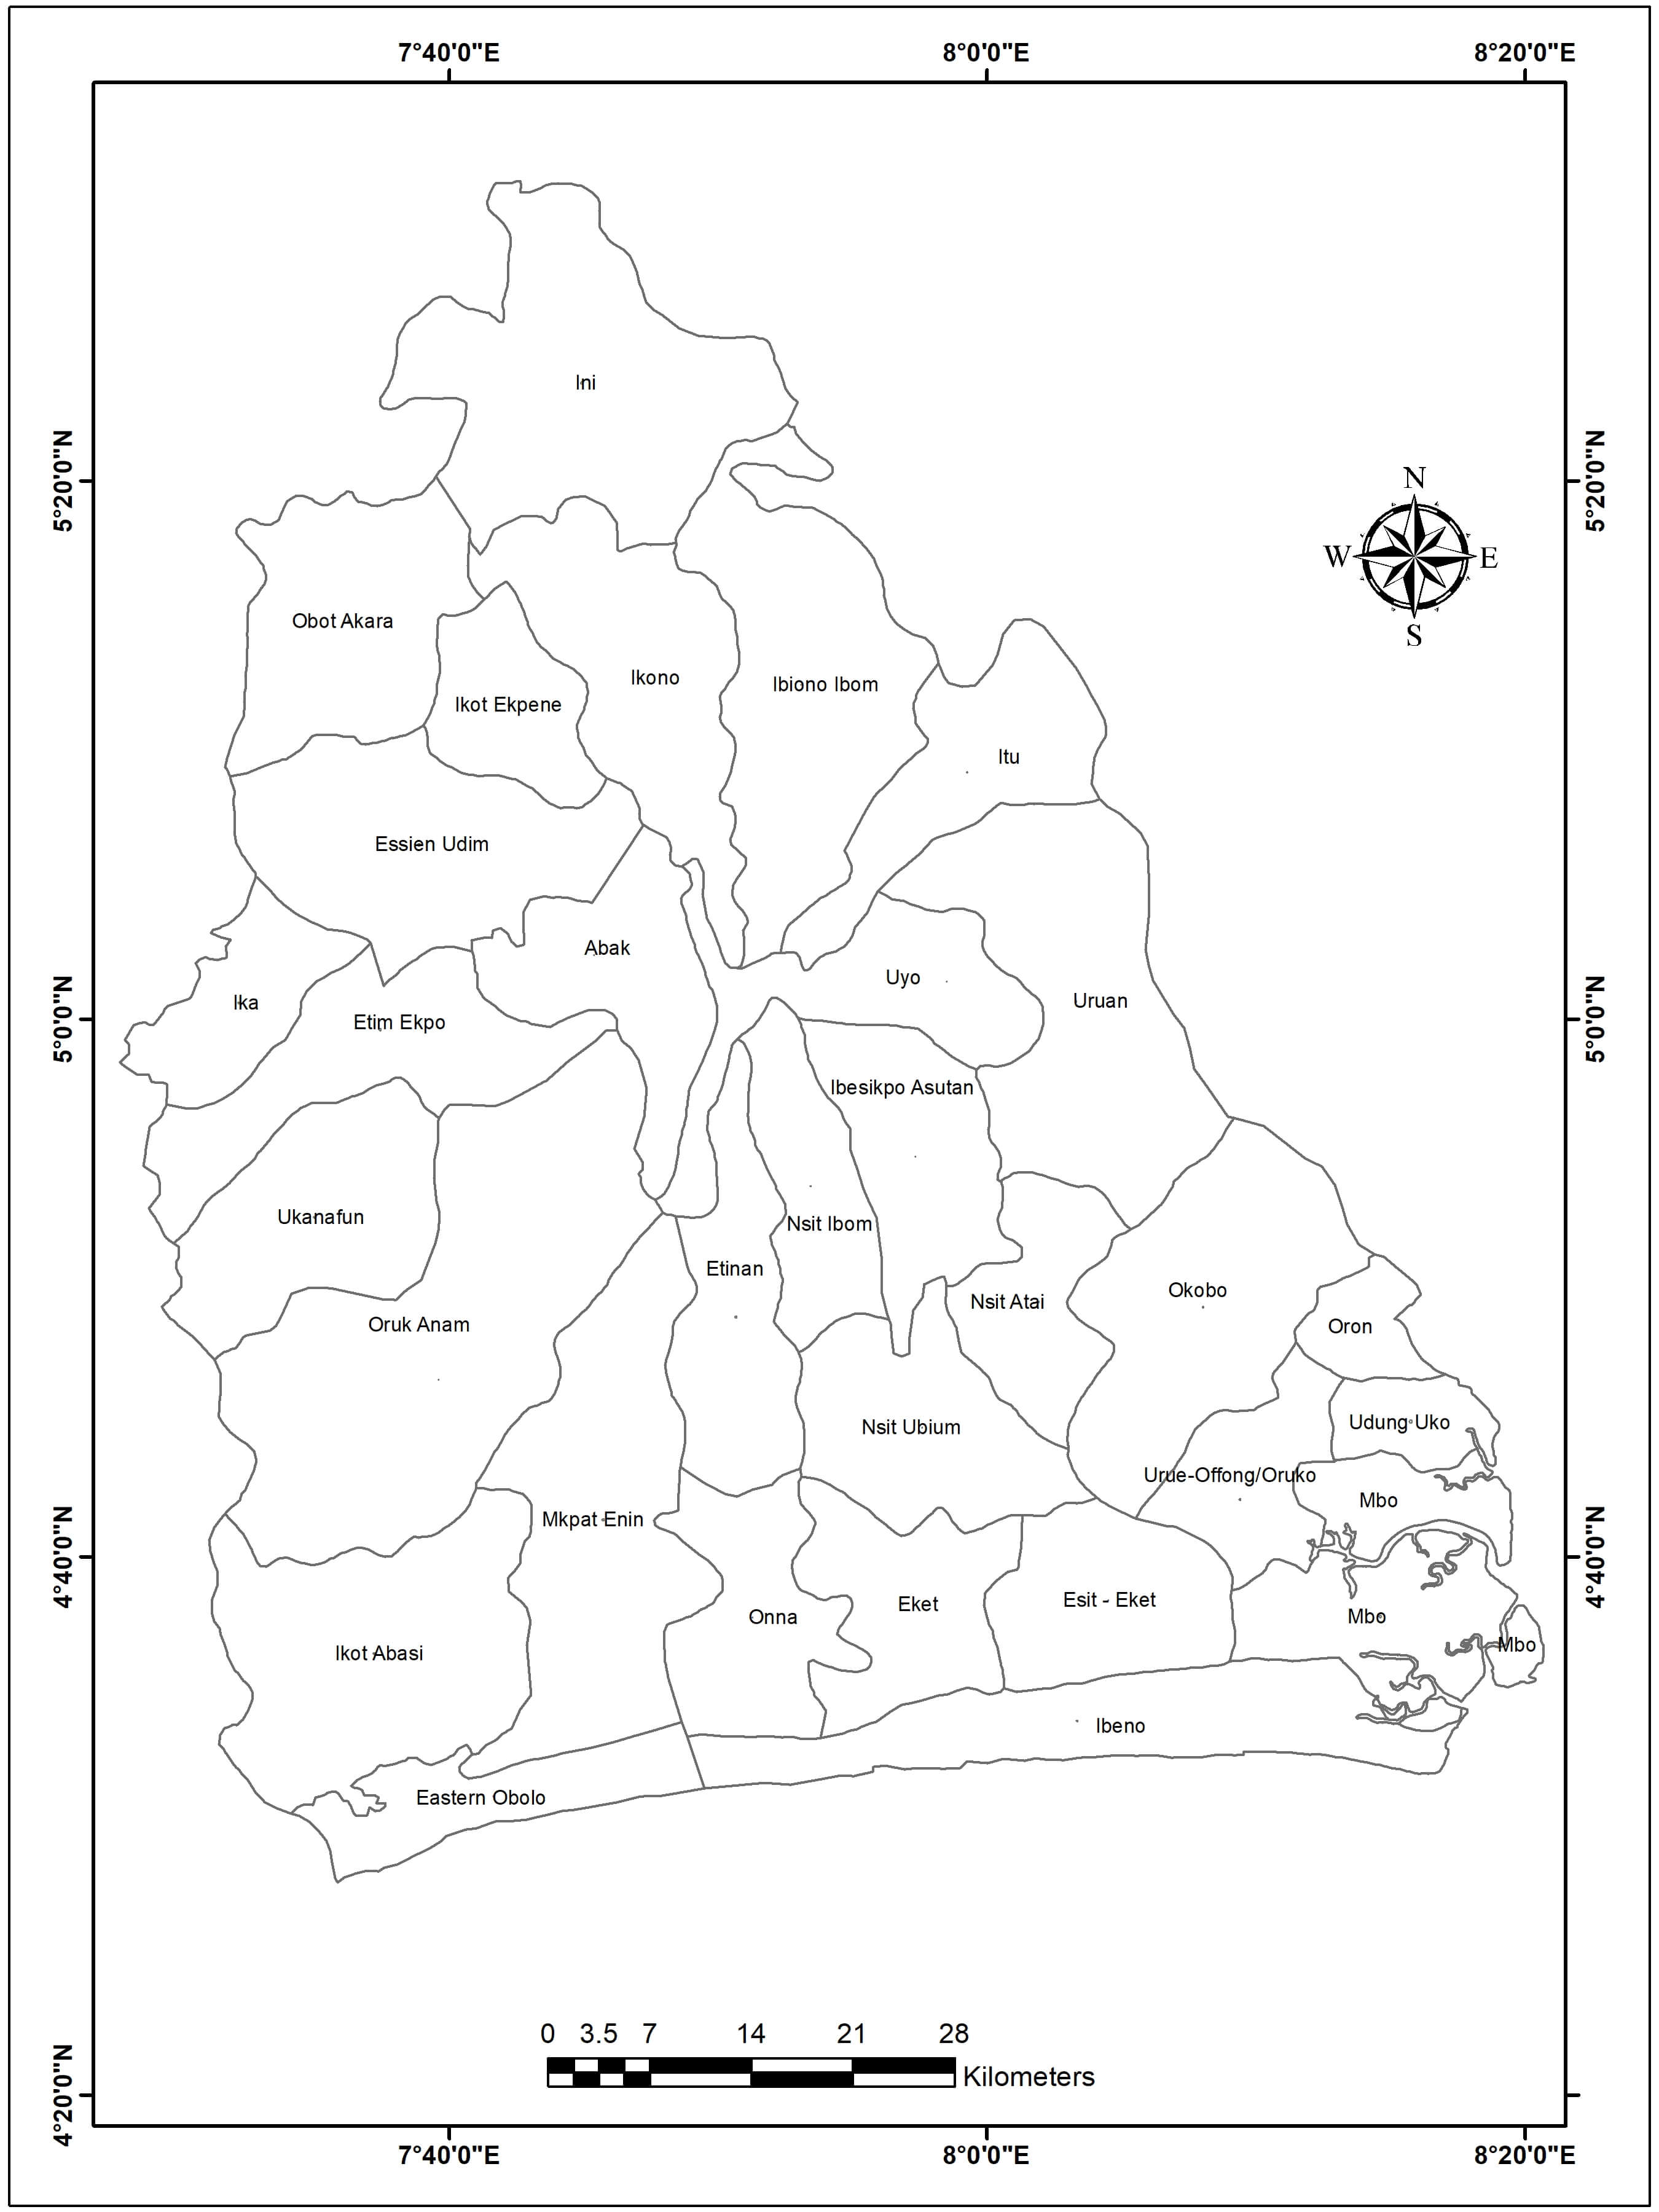 7°40'0"E 8°0'0"E 8°20'0"E
Ini
5°20'0"N 5°20'0"N
N
W E
S
Obot Akara
Ikono
Ibiono Ibom
Ikot Ekpene
Itu
Essien Udim
Abak
Uyo
Ika
Uruan
Etim Ekpo
5°0'0"N 5°0'0"N
Ibesikpo Asutan
Ukanafun
Nsit Ibom
Etinan
Okobo
Nsit Atai
Oruk Anam
Oron
Udung Uko
Nsit Ubium
Urue-Offong/Oruko
Mbo
Mkpat Enin
4°40'0"N 4°40'0"N
Esit - Eket
Eket
Onna
Mbo
Mbo
Ikot Abasi
Ibeno
Eastern Obolo
0 3.5 7 14 21 28
Kilometers
4°20'0"N
7°40'0"E 8°0'0"E 8°20'0"E